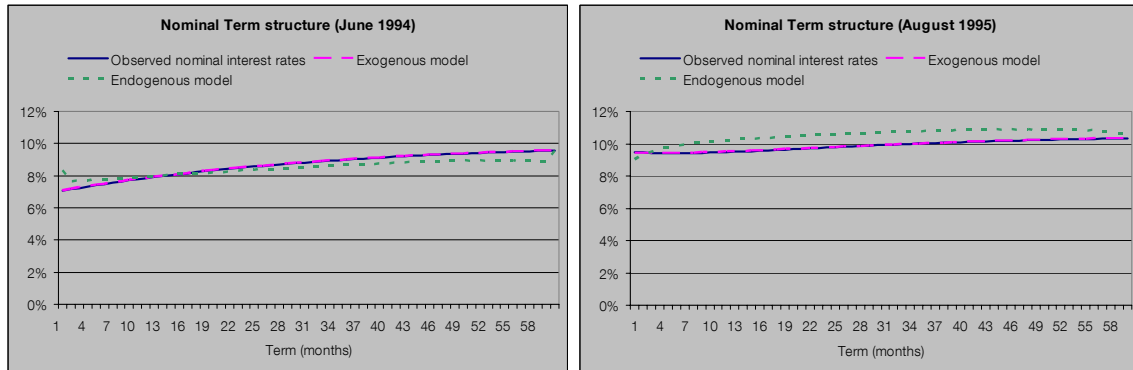 Nominal Term structure (June 1994)
Observed nominal interest rates Exogenous model
Endogenous model
12%
10%
8%
6%
4%
2%
0%
1 4 7 10 13 16 19 22 25 28 31 34 37 40 43 46 49 52 55 58
Term (months)
Nominal Term structure (August 1995)
Observed nominal interest rates Exogenous model
Endogenous model
12%
10%
8%
6%
4%
2%
0%
1 4 7 10 13 16 19 22 25 28 31 34 37 40 43 46 49 52 55 58
Term (months)